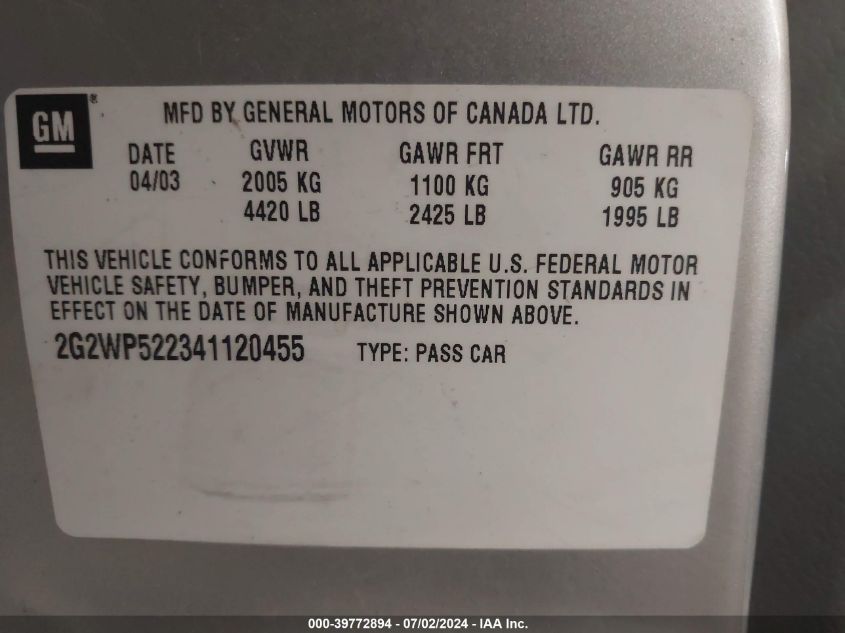 GM®
MFD BY GENERAL MOTORS OF CANADA LTD.
DATE GVWR GAWR FRT GAWR RR
04/03 2005 KG 1100 KG 905 KG
4420 LB 2425 LB 1995 LB
THIS VEHICLE CONFORMS TO ALL APPLICABLE U.S. FEDERAL MOTOR
VEHICLE SAFETY, BUMPER, AND THEFT PREVENTION STANDARDS IN
EFFECT ON THE DATE OF MANUFACTURE SHOWN ABOVE.
2G2WP522341120455 TYPE: PASS CAR
000-39772894 - 07/02/2024 - IAA Inc.